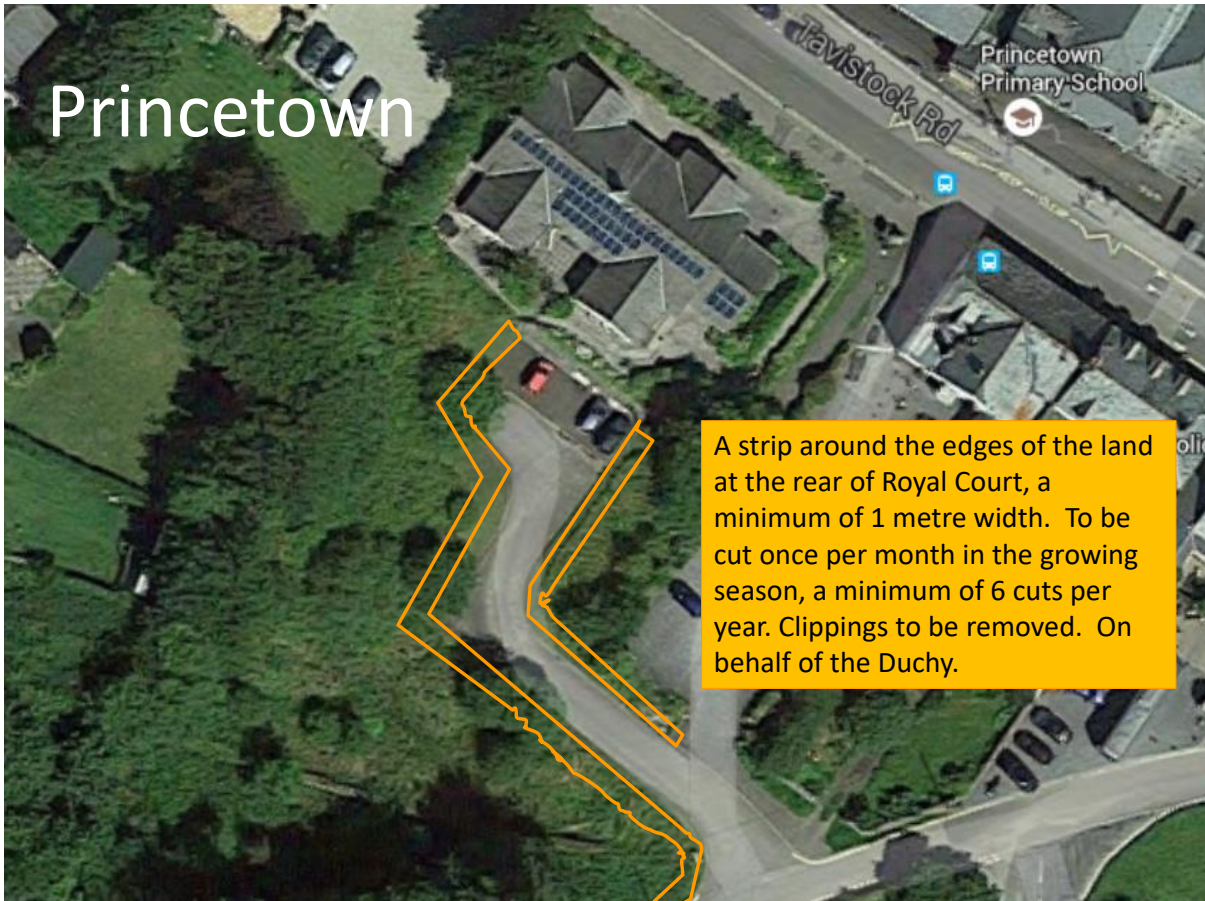 Princetown
Tavistock Rd
Princetown
Primary School
A strip around the edges of the land
at the rear of Royal Court, a
minimum of 1 metre width.  To be
cut once per month in the growing
season, a minimum of 6 cuts per
year. Clippings to be removed.  On
behalf of the Duchy.